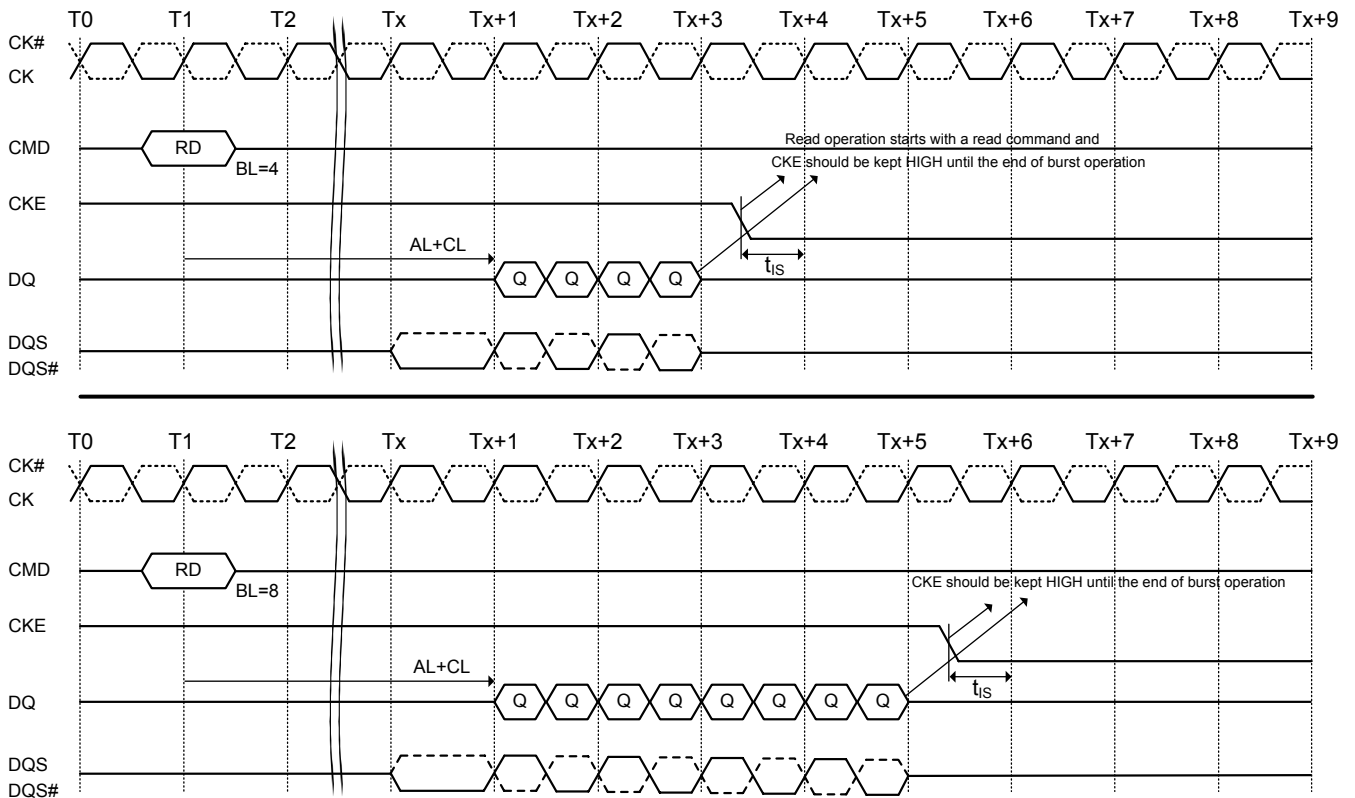 T0 T1 T2 Tx Tx+1 Tx+2 Tx+3 Tx+4 Tx+5 Tx+6 Tx+7 Tx+8 Tx+9
CK#
CK
Read operation starts with a read command and
CMD RD
CKE should be kept HIGH until the end of burst operation
BL=4
CKE
AL+CL
tIS
DQ Q Q Q Q
DQS
DQS#
T0 T1 T2 Tx Tx+1 Tx+2 Tx+3 Tx+4 Tx+5 Tx+6 Tx+7 Tx+8 Tx+9
CK#
CK
CMD RD
CKE should be kept HIGH until the end of burst operation
BL=8
CKE
AL+CL
tIS
DQ Q Q Q Q Q Q Q Q
DQS
DQS#